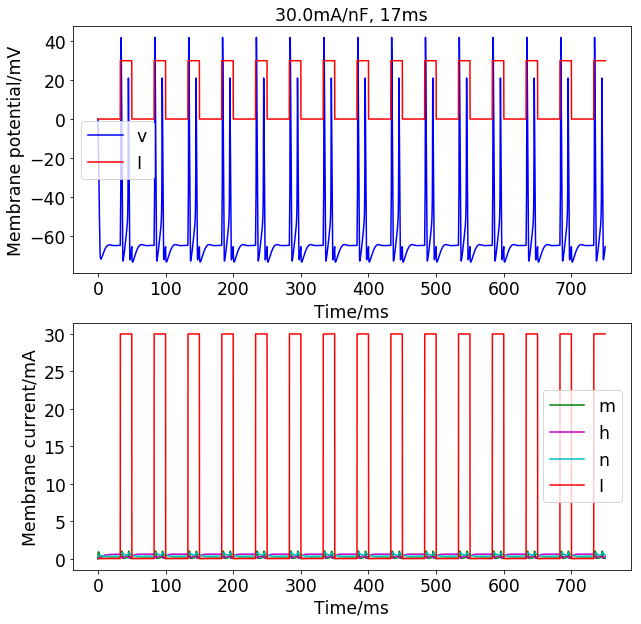 30.0mA/nF, 17ms
Membrane potential/mV
40
20
0
−20
−40
−60
v
I
0 100 200 300 400 500 600 700
Time/ms
Membrane current/mA
30
25
20
15
10
5
0
m
h
n
I
0 100 200 300 400 500 600 700
Time/ms